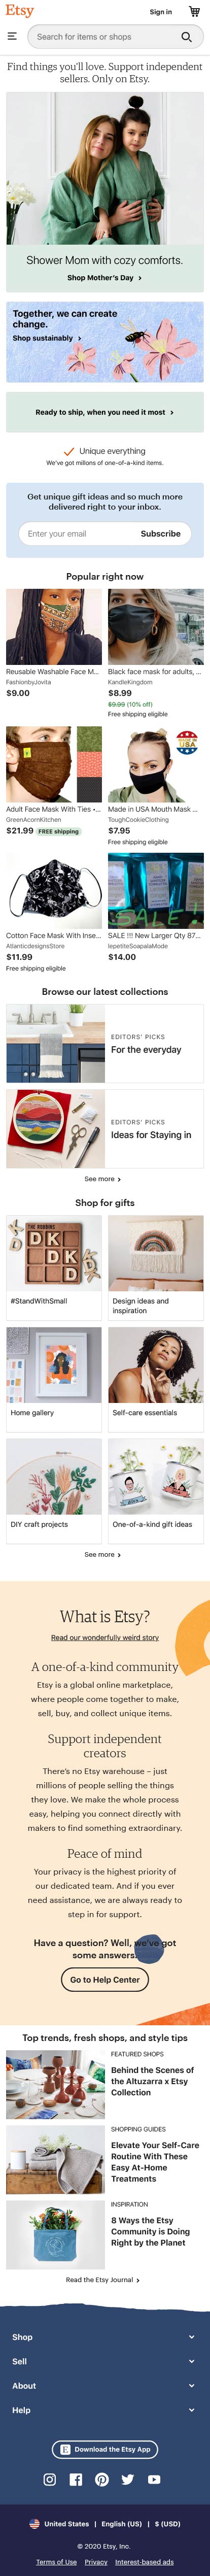 Etsy
Sign in
Search for items or shops
Find things you'll love. Support independent
sellers. Only on Etsy.
Shower Mom with cozy comforts.
Shop Mother's Day
Together, we can create
change.
Shop sustainably
Ready to ship, when you need it most
Unique everything
We've got millions of one-of-a-kind items.
Get unique gift ideas and so much more
delivered right to your inbox.
Enter your email
Subscribe
Popular right now
Reusable Washable Face M...
FashionbyJovita
$9.00
Black face mask for adults, ...
KandleKingdom
$8.99
$9.99 (10% off)
Free shipping eligible
Adult Face Mask With Ties •...
GreenAcornKitchen
$21.99 FREE shipping
MADE IN
USA
Made in USA Mouth Mask ...
ToughCookieClothing
$7.95
Free shipping eligible
Cotton Face Mask With Inse...
AtlanticdesignsStore
$11.99
Free shipping eligible
SALE!
SALE !!! New Larger Qty 87...
lepetiteSoapalaMode
$14.00
Browse our latest collections
EDITORS' PICKS
For the everyday
EDITORS' PICKS
Ideas for Staying in
See more
Shop for gifts
THE ROBBINS
#StandWithSmall
Design ideas and
inspiration
Home gallery
Self-care essentials
DIY craft projects
One-of-a-kind gift ideas
See more
What is Etsy?
Read our wonderfully weird story
A one-of-a-kind community
Etsy is a global online marketplace,
where people come together to make,
sell, buy, and collect unique items.
Support independent
creators
There's no Etsy warehouse – just
millions of people selling the things
they love. We make the whole process
easy, helping you connect directly with
makers to find something extraordinary.
Peace of mind
Your privacy is the highest priority of
our dedicated team. And if you ever
need assistance, we are always ready to
step in for support.
Have a question? Well, we've got
some answers.
Go to Help Center
Top trends, fresh shops, and style tips
FEATURED SHOPS
Behind the Scenes of
the Altuzarra x Etsy
Collection
SHOPPING GUIDES
Elevate Your Self-Care
Routine With These
Easy At-Home
Treatments
INSPIRATION
8 Ways the Etsy
Community is Doing
Right by the Planet
Read the Etsy Journal
Shop
Sell
About
Help
E Download the Etsy App
United States | English (US) | $ (USD)
© 2020 Etsy, Inc.
Terms of Use Privacy Interest-based ads